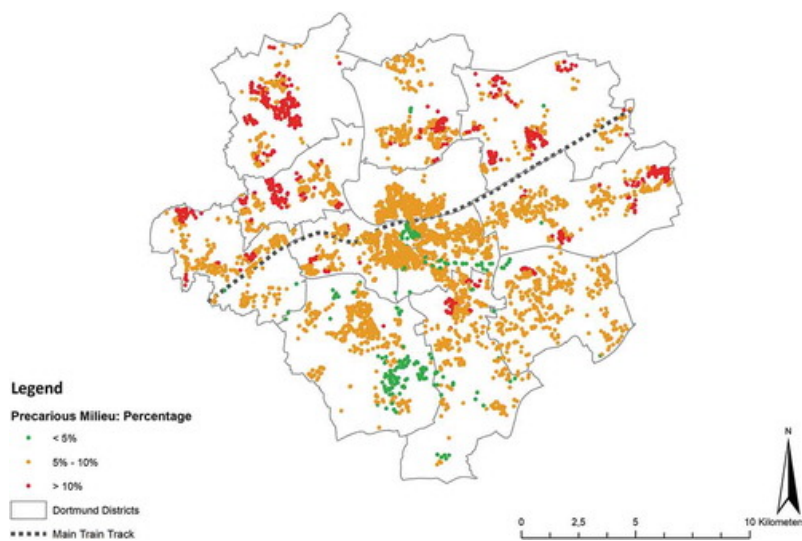 Legend
Precarious Milieu: Percentage
< 5%
5% - 10%
> 10%
Dortmund Districts
Main Train Track
N
0 2,5 5 10 Kilometers